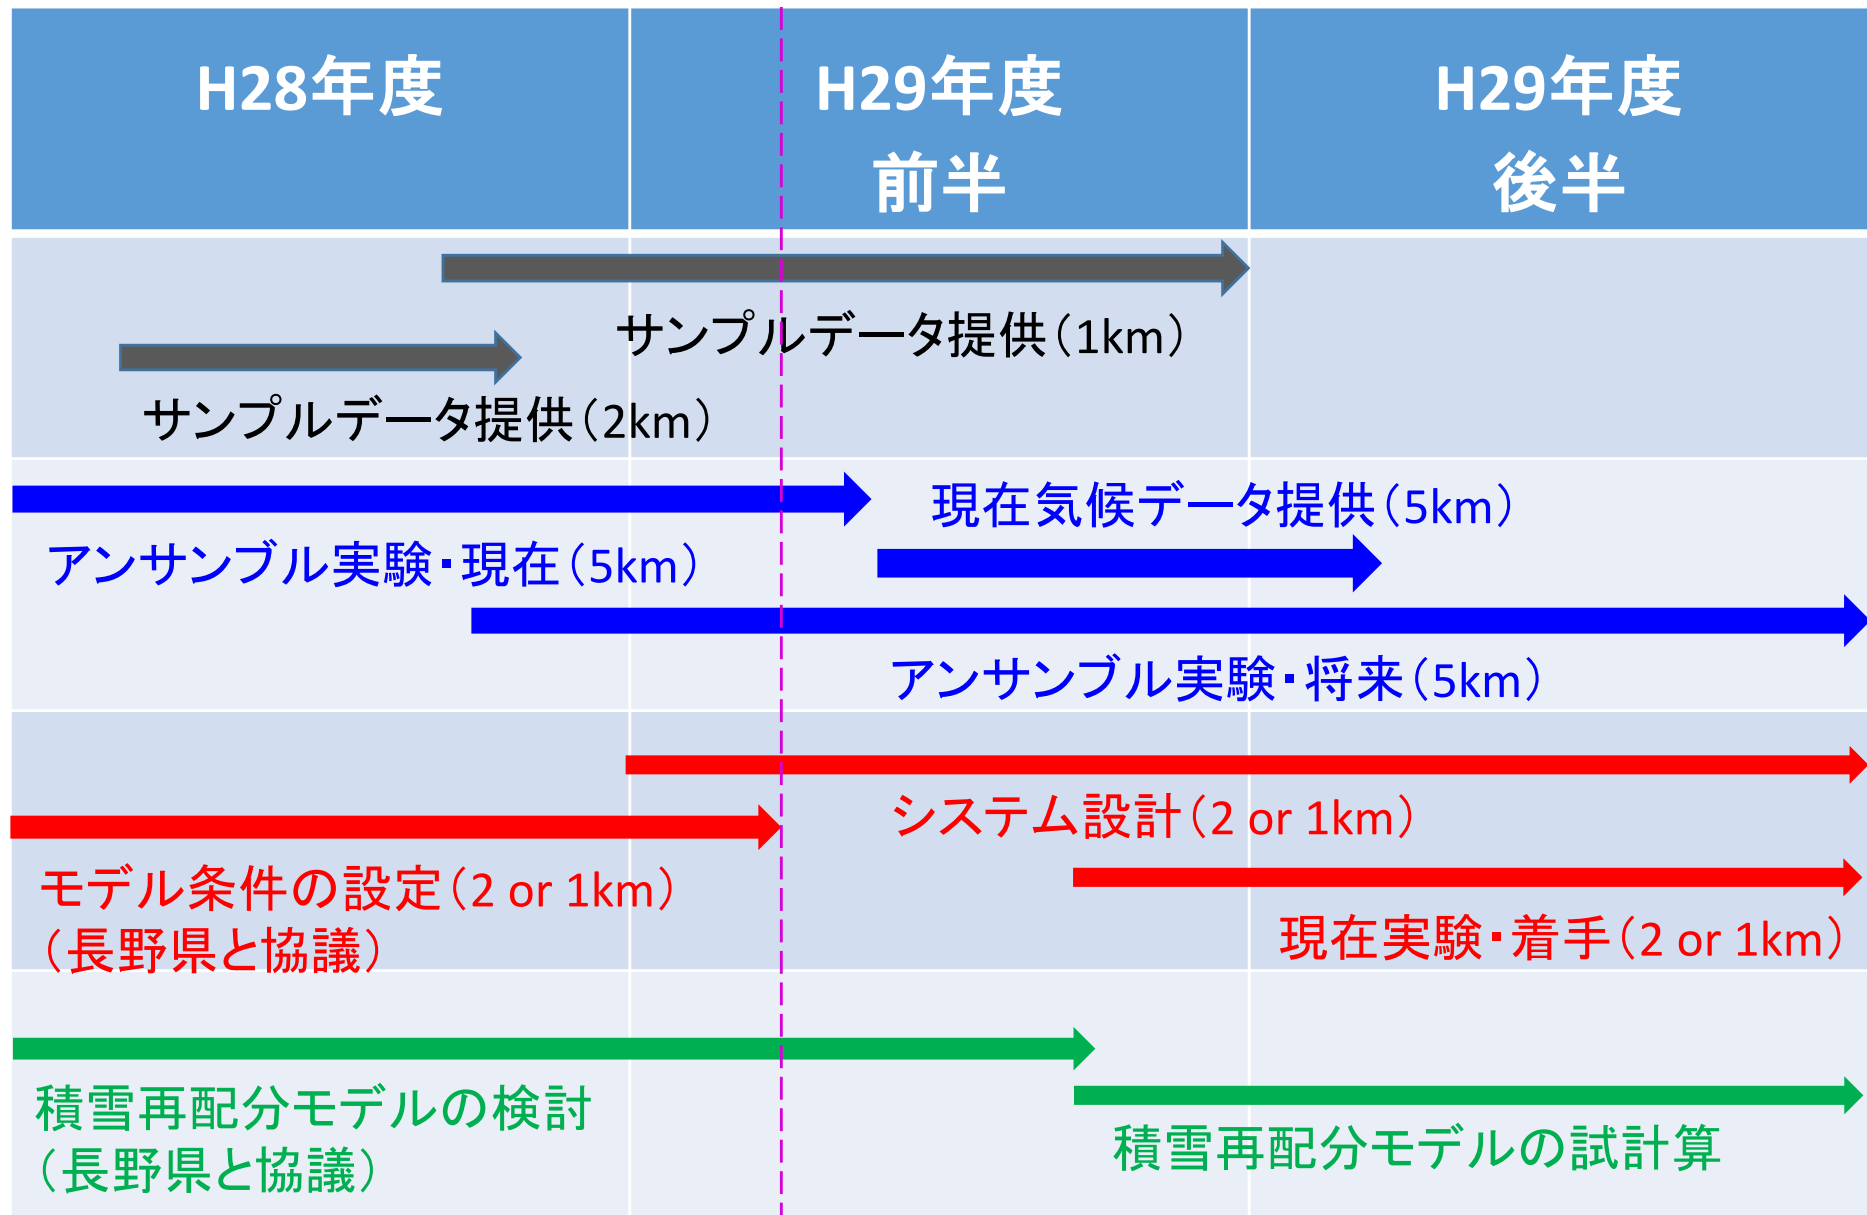 H28年度
H29年度
前半
H29年度
後半
サンプルデータ提供（1km）
サンプルデータ提供（2km）
現在気候データ提供（5km）
アンサンブル実験・現在（5km）
アンサンブル実験・将来（5km）
システム設計（2 or 1km）
モデル条件の設定（2 or 1km）
（長野県と協議）
現在実験・着手（2 or 1km）
積雪再配分モデルの検討
（長野県と協議）
積雪再配分モデルの試計算